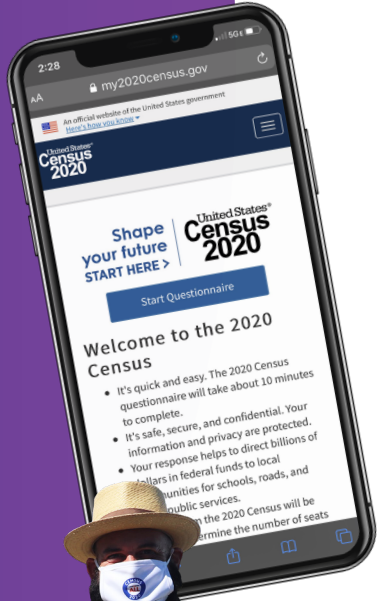 2:28
5G E
AA my2020census.gov
An official website of the United States government
Here's how you know
United States®
Census
2020
Shape
your future
START HERE >
United States®
Census
2020
Start Questionnaire
Welcome to the 2020
Census
• It's quick and easy. The 2020 Census
questionnaire will take about 10 minutes
to complete.
• It's safe, secure, and confidential. Your
information and privacy are protected.
• Your response helps to direct billions of
dollars in federal funds to local
munities for schools, roads, and
public services.
n the 2020 Census will be
ermine the number of seats